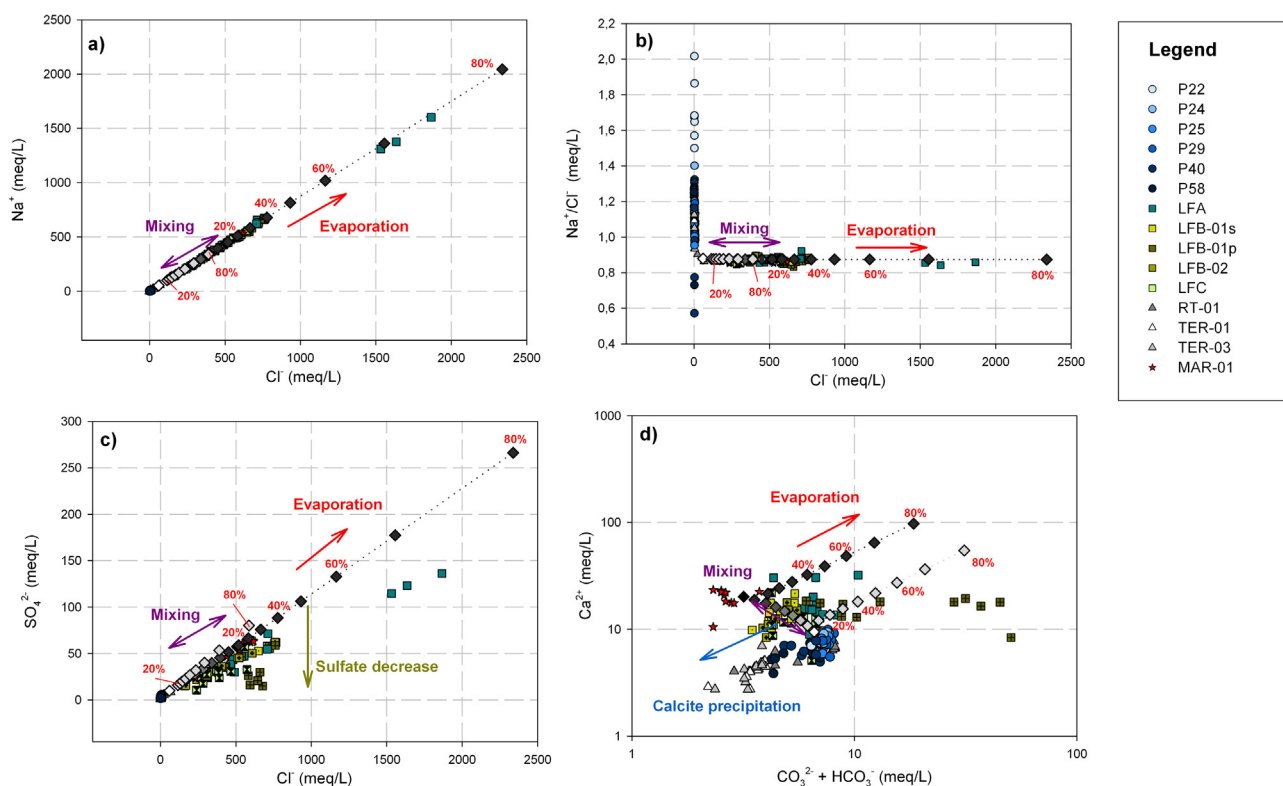 a)
Na⁺ (meq/L)
2500
2000
1500
1000
500
0
80%
60%
40%
20%
Mixing
Evaporation
80%
20%
0
500
1000
1500
2000
2500
Cl⁻ (meq/L)
b)
Na⁺/Cl⁻ (meq/L)
2,2
2,0
1,8
1,6
1,4
1,2
1,0
0,8
0,6
0,4
Mixing
Evaporation
20%
40%
60%
80%
20%
80%
0
500
1000
1500
2000
2500
Cl⁻ (meq/L)
Legend
P22
P24
P25
P29
P40
P58
LFA
LFB-01s
LFB-01p
LFB-02
LFC
RT-01
TER-01
TER-03
MAR-01
c)
SO₄²⁻ (meq/L)
300
250
200
150
100
50
0
80%
Evaporation
60%
80%
40%
Mixing
20%
20%
Sulfate decrease
0
500
1000
1500
2000
2500
Cl⁻ (meq/L)
d)
Ca²⁺ (meq/L)
1000
100
10
1
Evaporation
80%
60%
40%
Mixing
80%
60%
40%
20%
Calcite precipitation
1
10
100
CO₃²⁻ + HCO₃⁻ (meq/L)